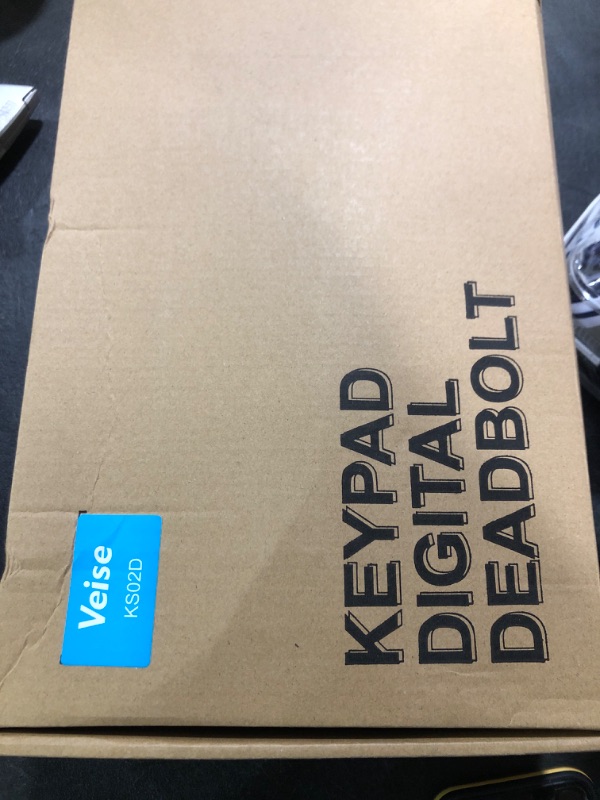 Veise
KS02D
KEYPAD
DIGITAL
DEADBOLT